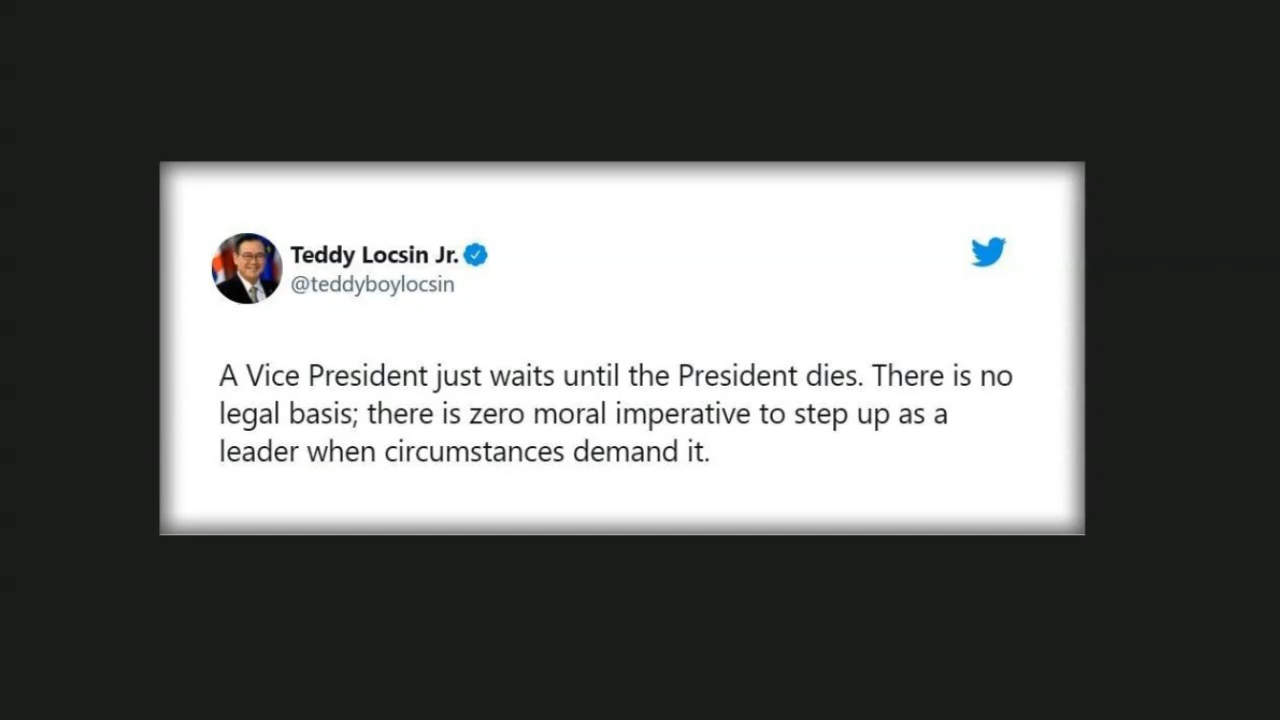 Teddy Locsin Jr.
@teddyboylocsin
A Vice President just waits until the President dies. There is no
legal basis; there is zero moral imperative to step up as a
leader when circumstances demand it.